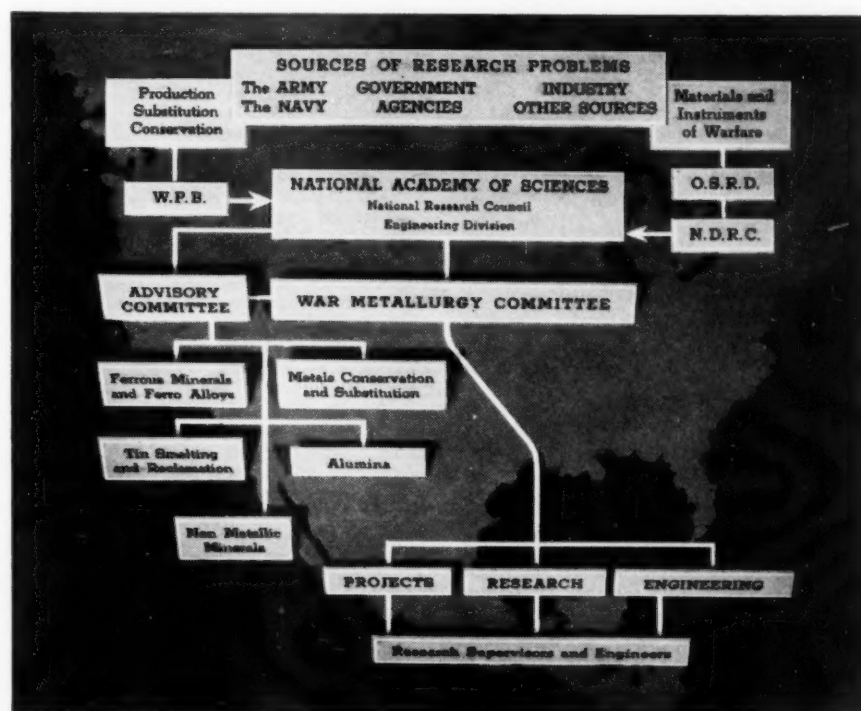 SOURCES OF RESEARCH PROBLEMS
The ARMY GOVERNMENT INDUSTRY
The NAVY AGENCIES OTHER SOURCES
Production
Substitution
Conservation
Materials and
Instruments
of Warfare
W.P.B.
NATIONAL ACADEMY OF SCIENCES
National Research Council
Engineering Division
O.S.R.D.
N.D.R.C.
ADVISORY
COMMITTEE
WAR METALLURGY COMMITTEE
Ferrous Minerals
and Ferro Alloys
Metals Conservation
and Substitution
Tin Smelting
and Reclamation
Alumina
Non Metallic
Minerals
PROJECTS
RESEARCH
ENGINEERING
Research Supervisors and Engineers